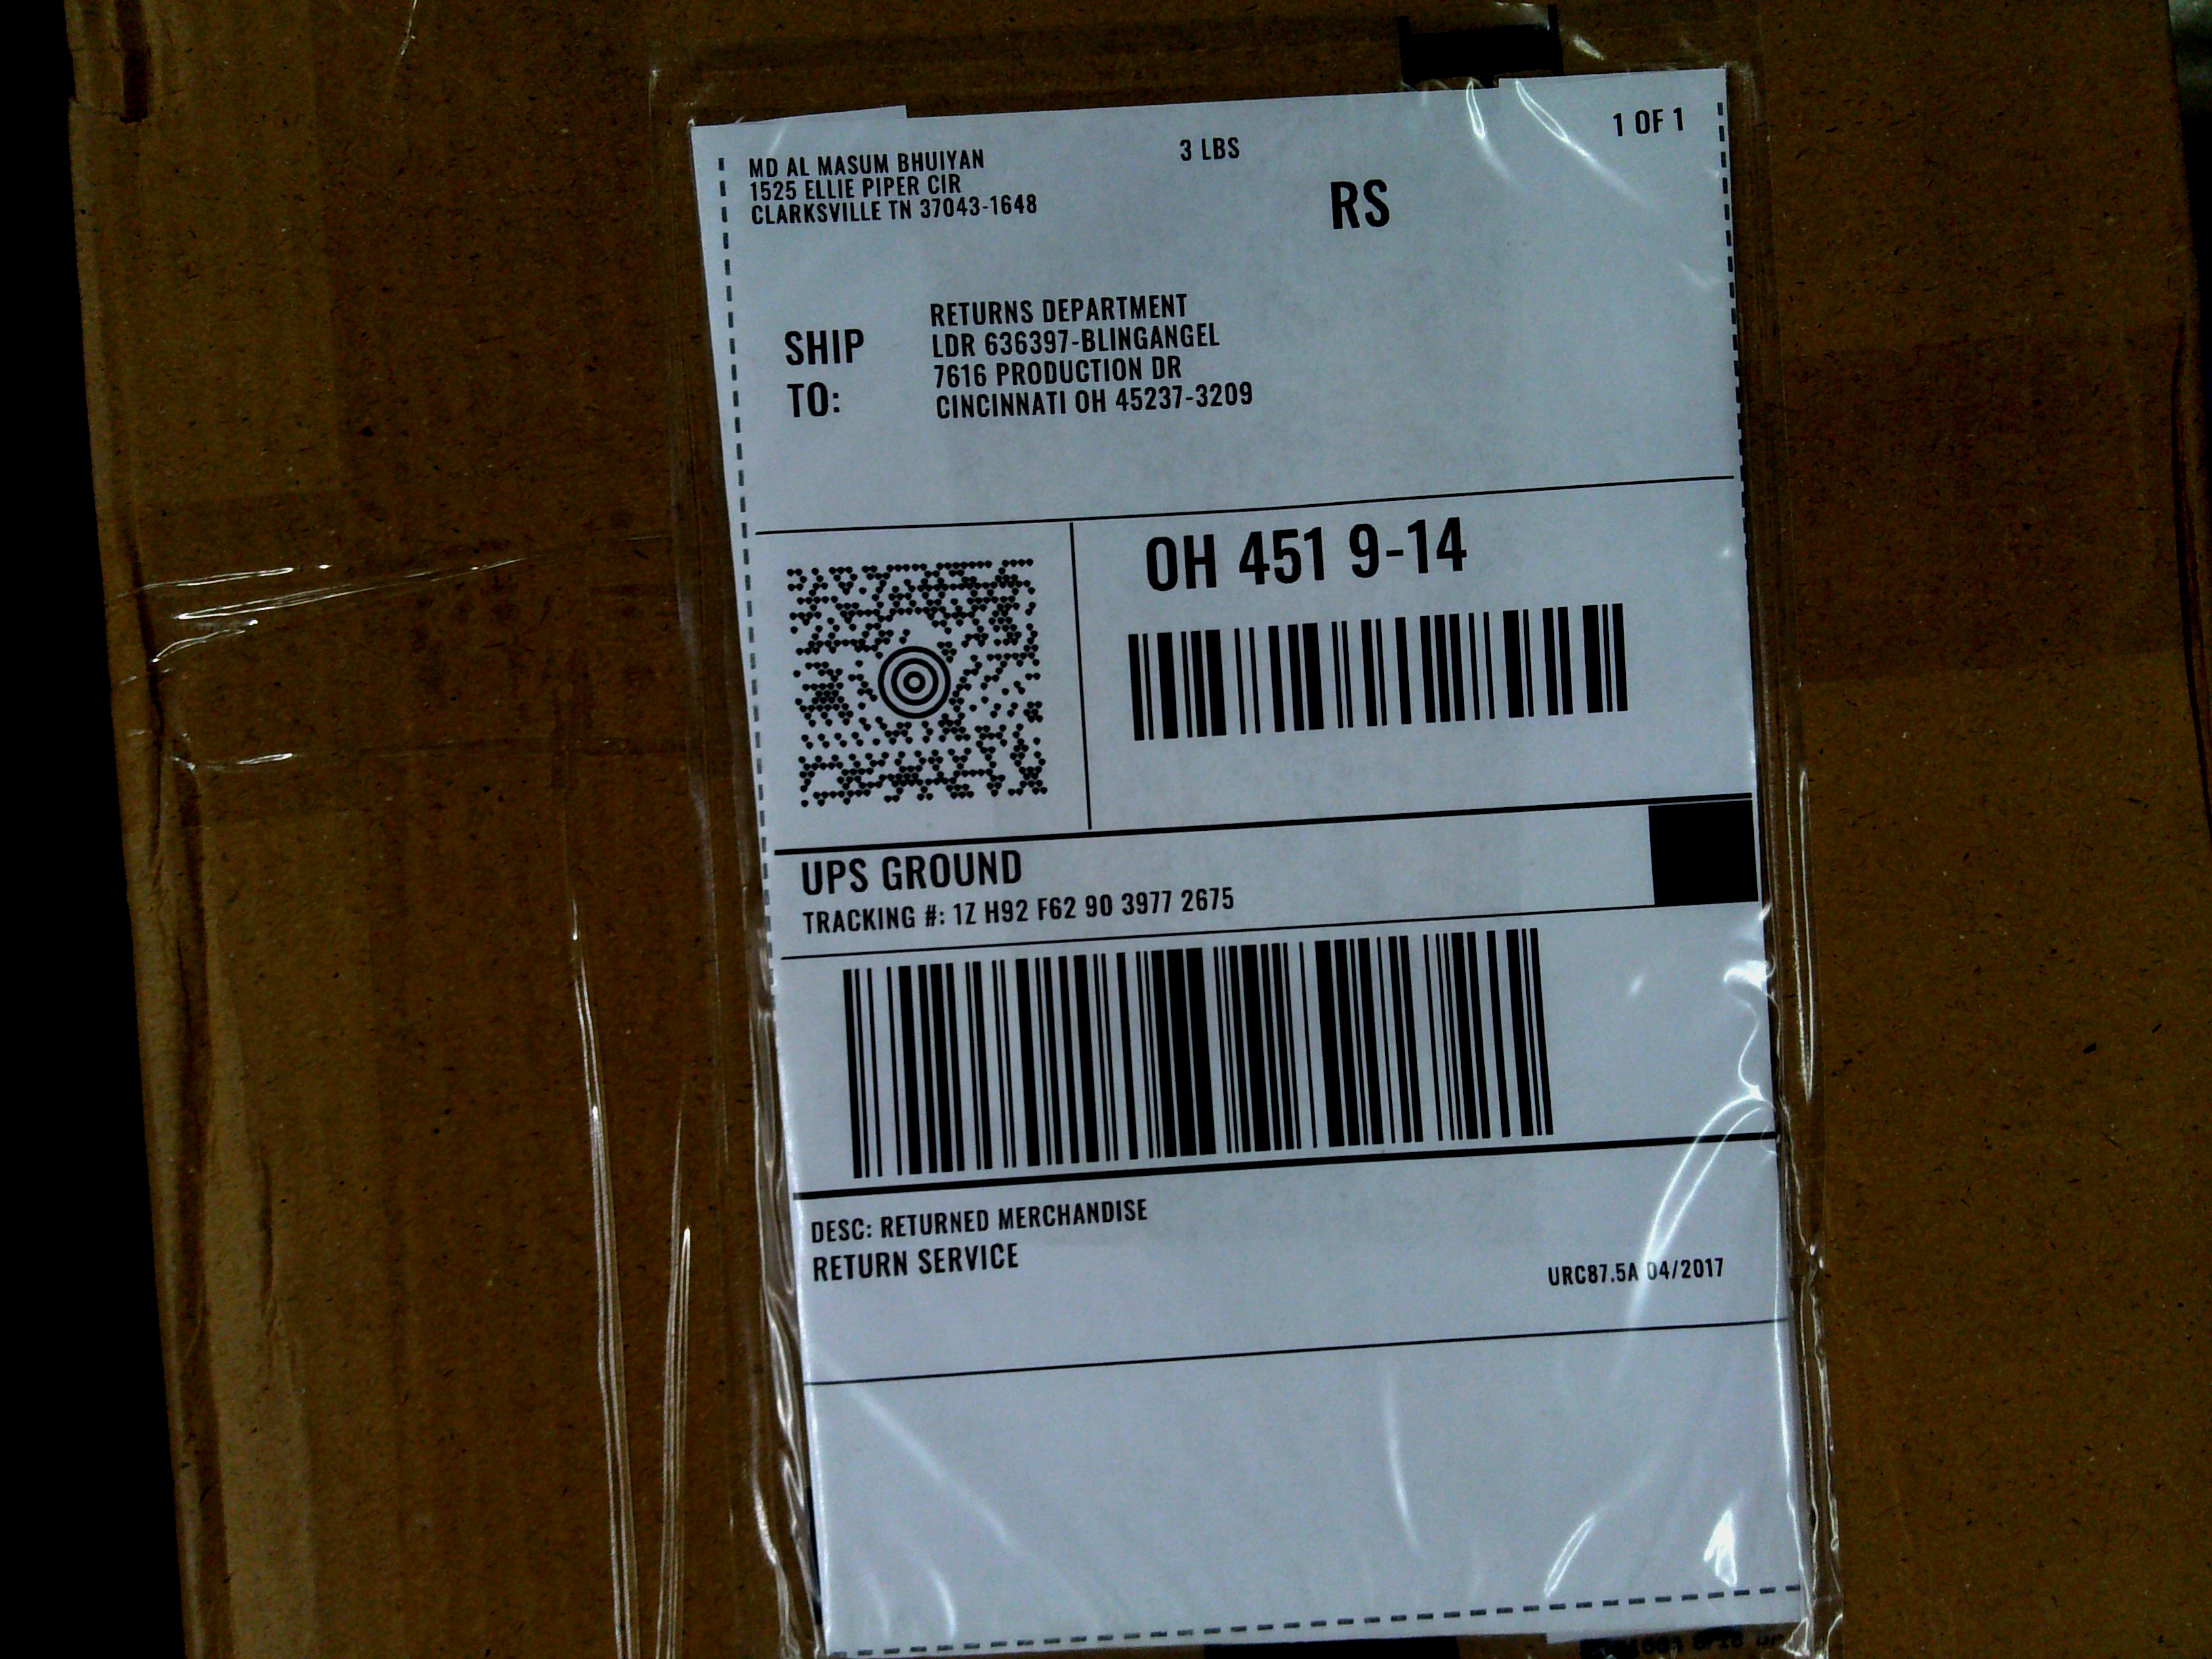 MD AL MASUM BHUIYAN
1525 ELLIE PIPER CIR
CLARKSVILLE TN 37043-1648
3 LBS
1 OF 1
RS
SHIP TO:
RETURNS DEPARTMENT
LDR 636397-BLINGANGEL
7616 PRODUCTION DR
CINCINNATI OH 45237-3209
OH 451 9-14
UPS GROUND
TRACKING #: 1Z H92 F62 90 3977 2675
DESC: RETURNED MERCHANDISE
RETURN SERVICE
URC87.5A 04/2017